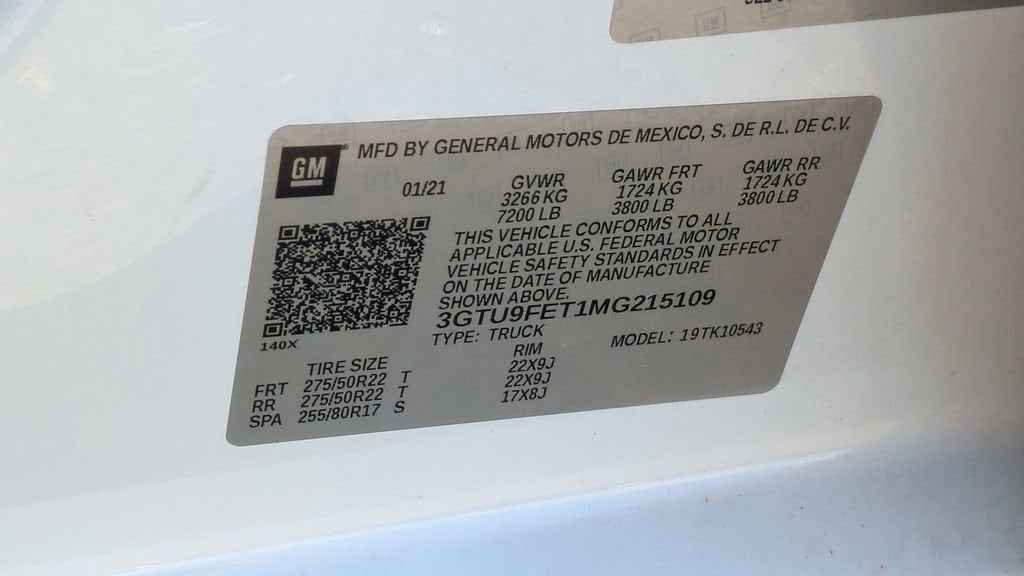 GM
MFD BY GENERAL MOTORS DE MEXICO, S. DE R.L. DE C.V.
01/21
GVWR GAWR FRT GAWR RR
3266 KG 1724 KG 1724 KG
7200 LB 3800 LB 3800 LB
THIS VEHICLE CONFORMS TO ALL
APPLICABLE U.S. FEDERAL MOTOR
VEHICLE SAFETY STANDARDS IN EFFECT
ON THE DATE OF MANUFACTURE
SHOWN ABOVE.
3GTU9FET1MG215109
TYPE: TRUCK MODEL: 19TK10543
140X
TIRE SIZE RIM
FRT 275/50R22 T 22X9J
RR 275/50R22 T 22X9J
SPA 255/80R17 S 17X8J